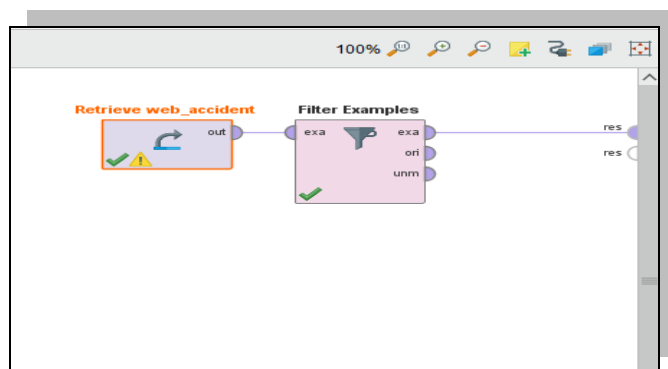 100%
Retrieve web_accident
Filter Examples
out
exa
exa
res
ori
res
unm